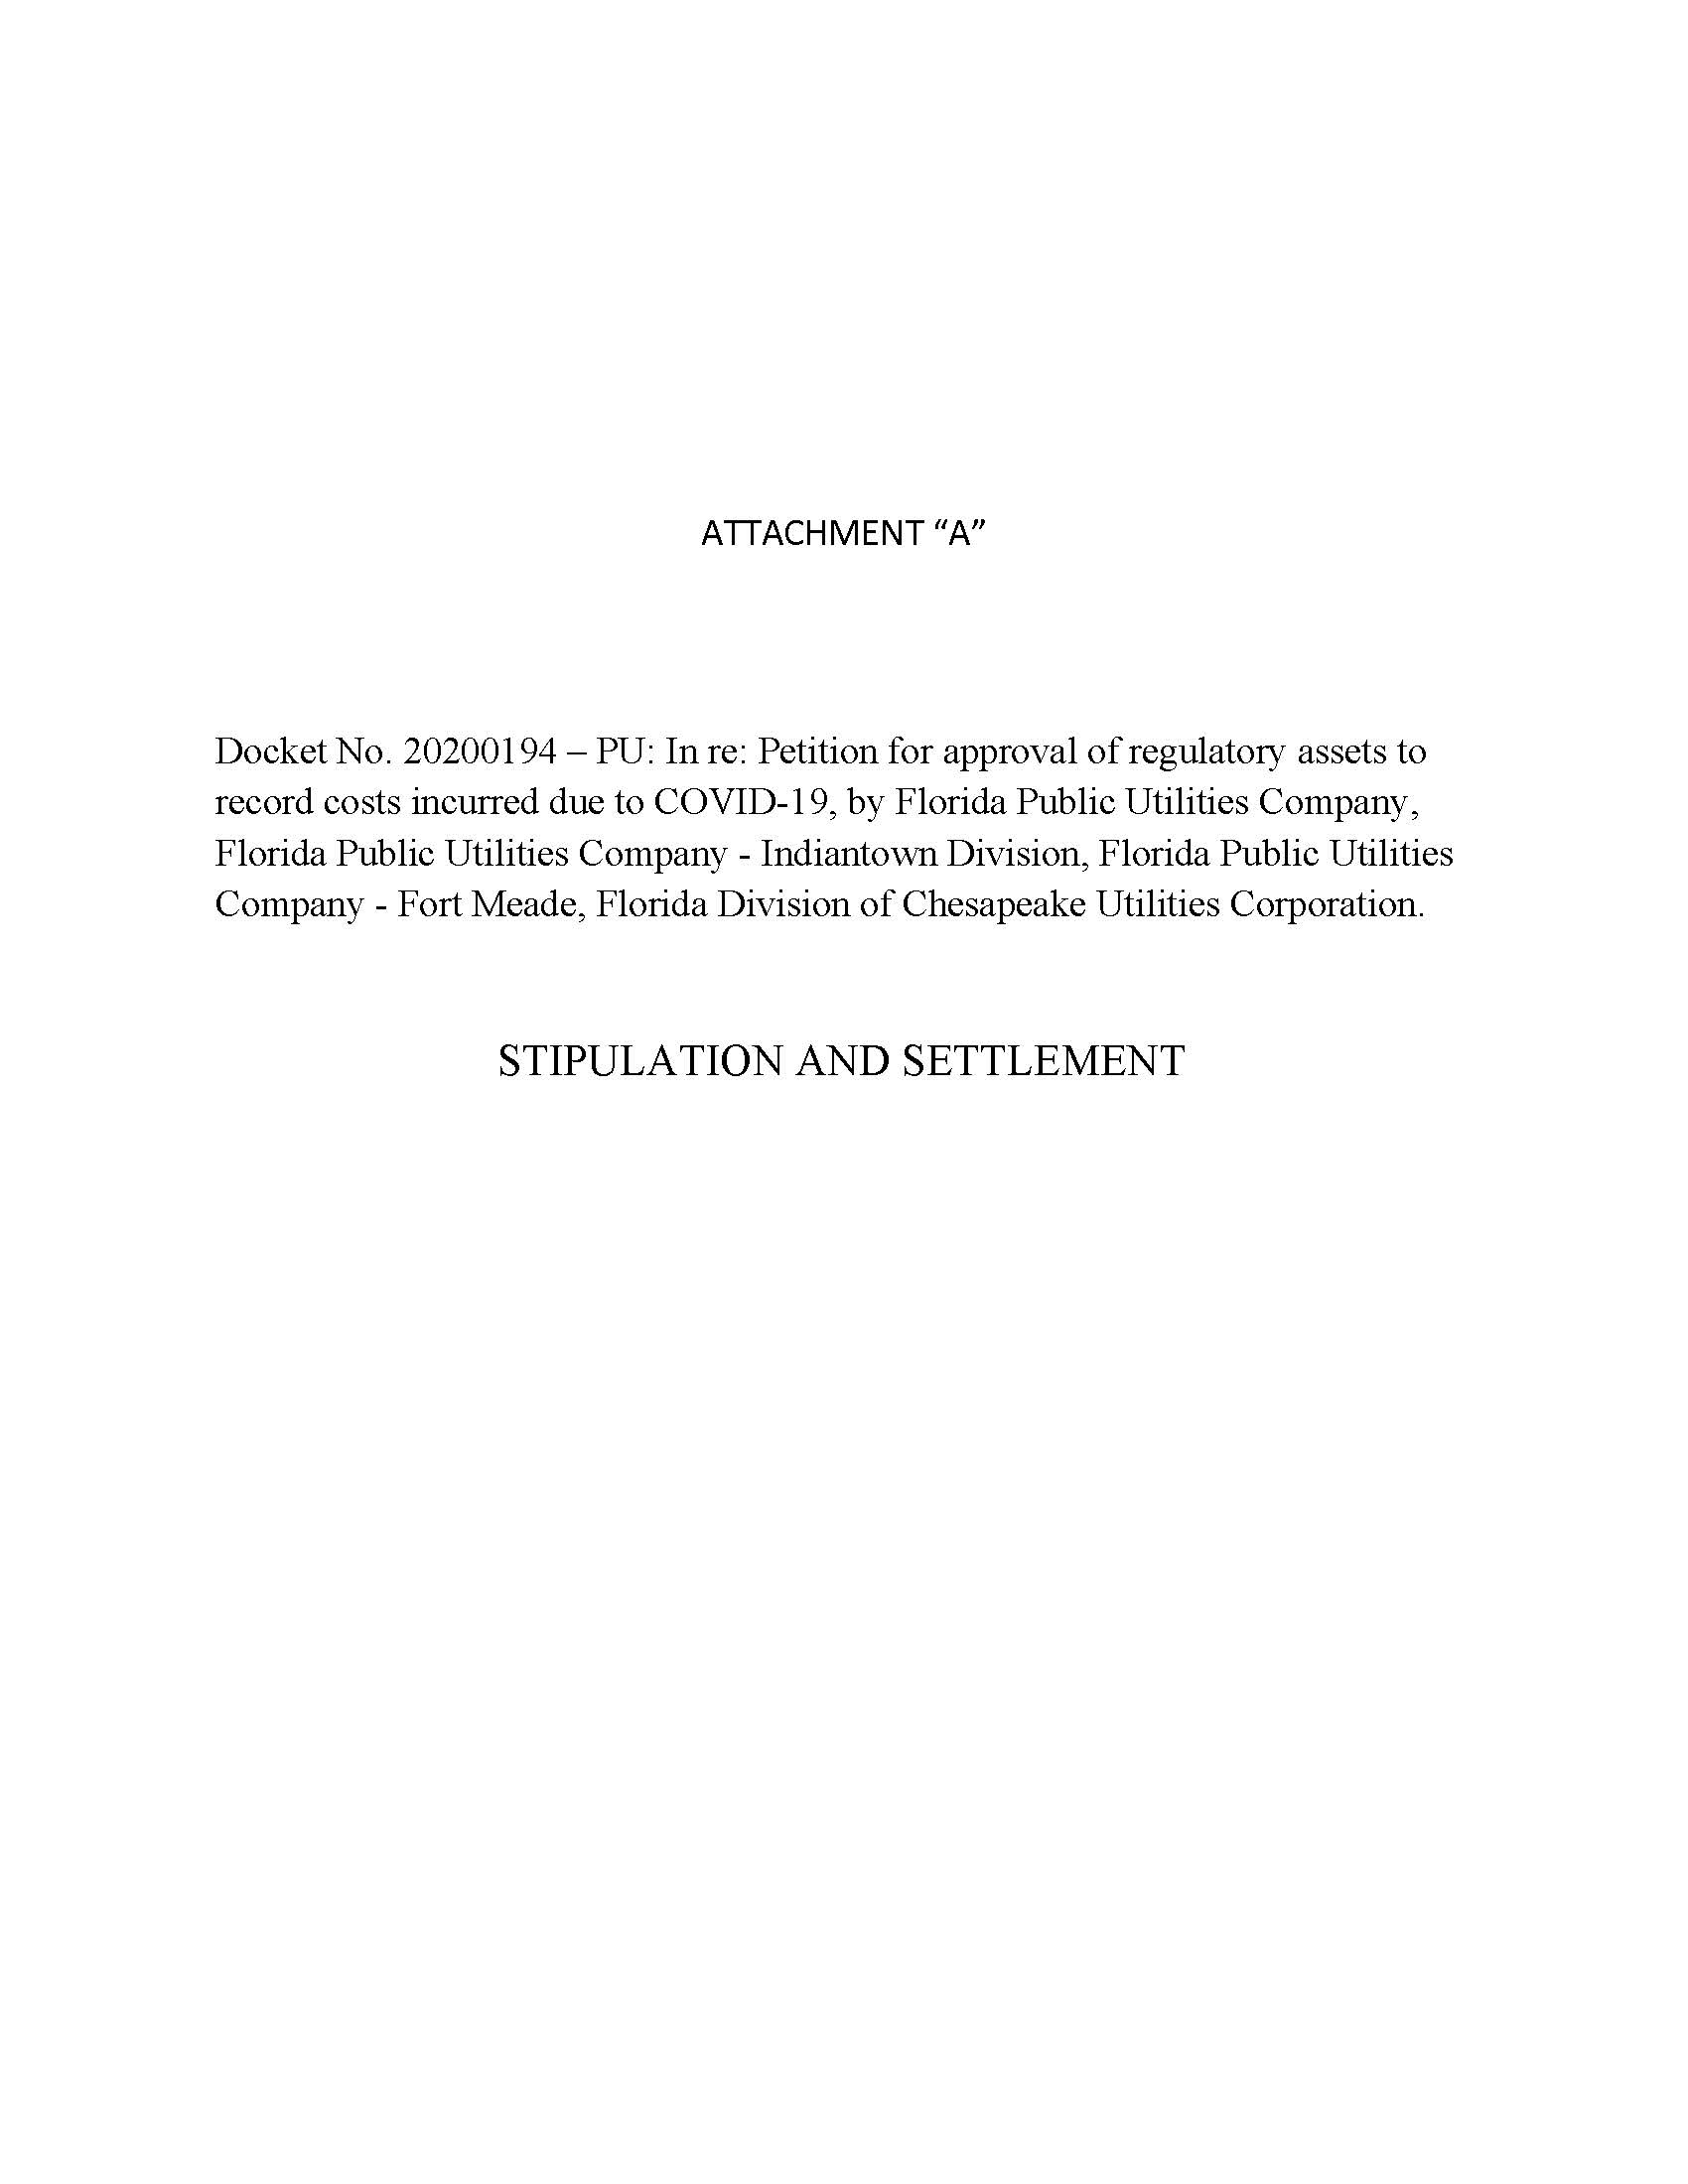 ATTACHMENT “A”
Docket No. 20200194 – PU: In re: Petition for approval of regulatory assets to
record costs incurred due to COVID-19, by Florida Public Utilities Company,
Florida Public Utilities Company - Indiantown Division, Florida Public Utilities
Company - Fort Meade, Florida Division of Chesapeake Utilities Corporation.
STIPULATION AND SETTLEMENT